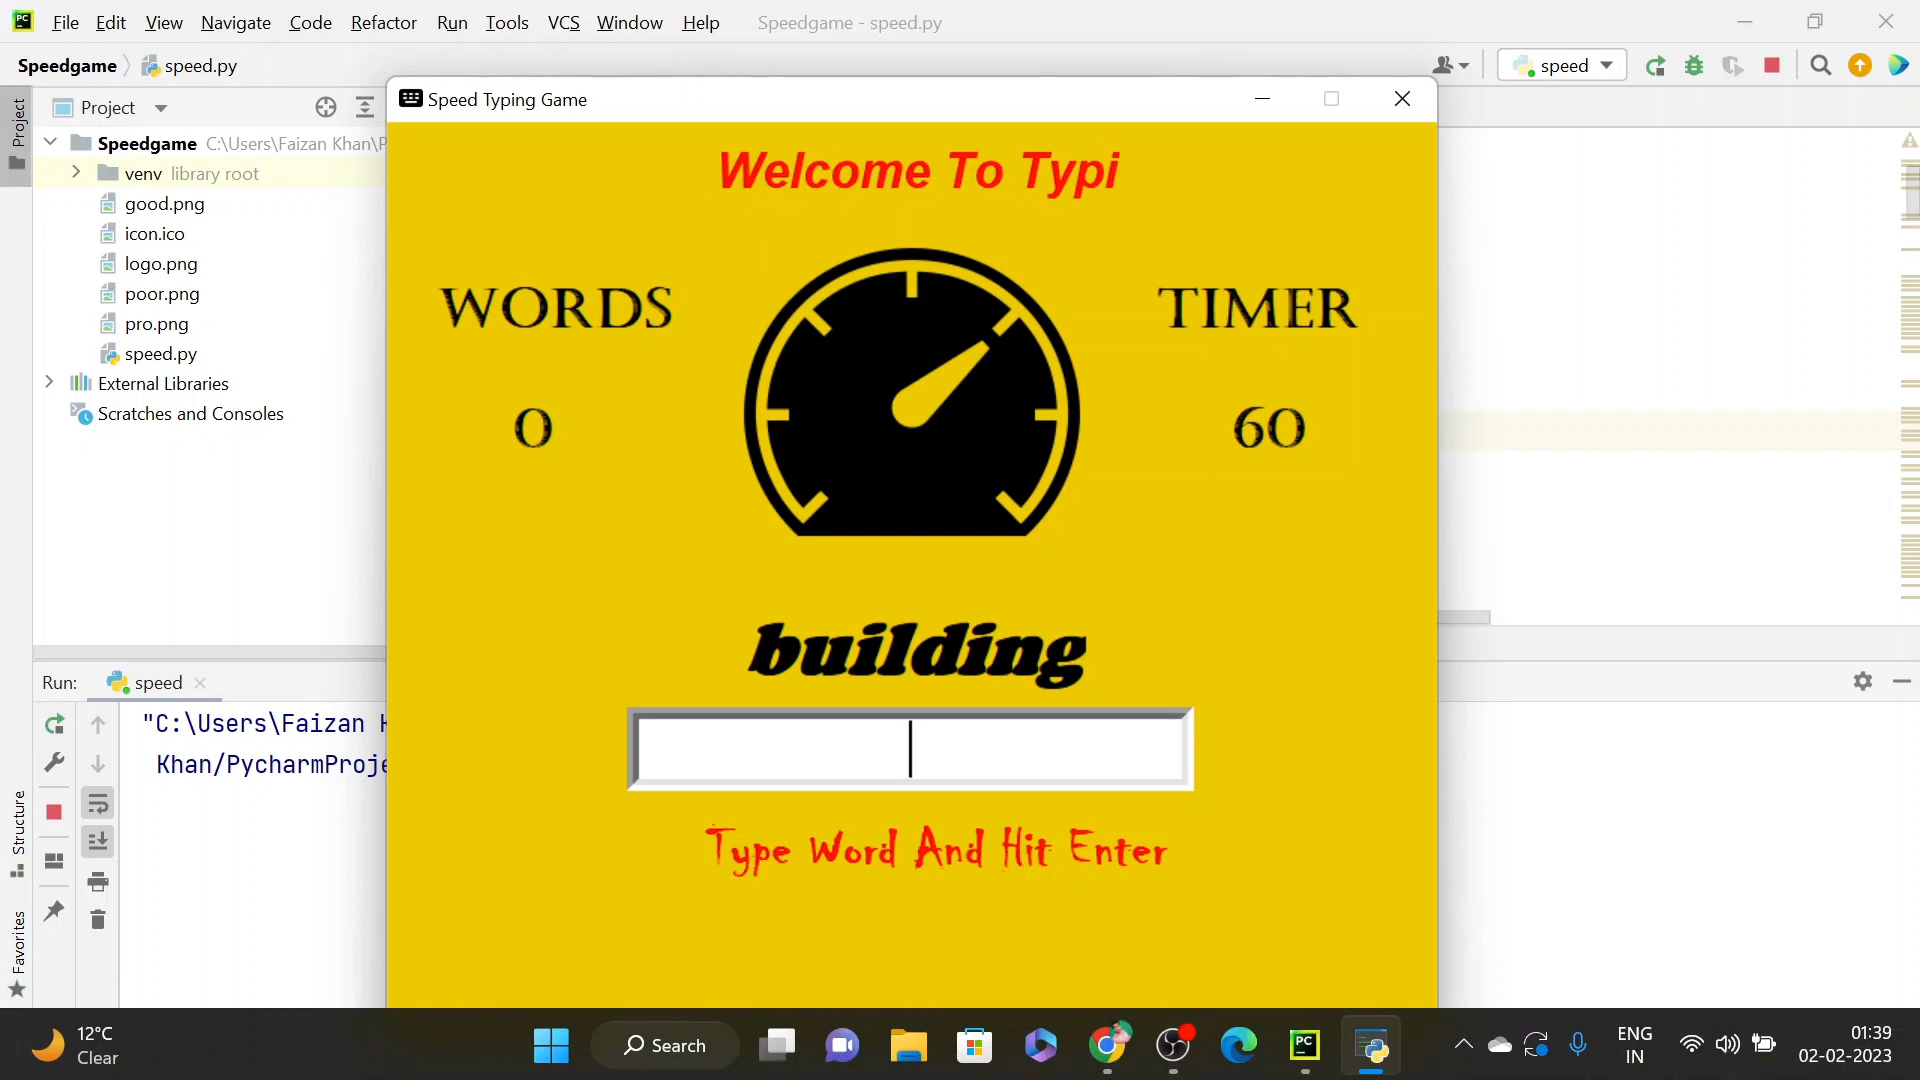 PC File Edit View Navigate Code Refactor Run Tools VCS Window Help Speedgame - speed.py
Speedgame speed.py
speed
Project
Project
Speedgame C:\Users\Faizan Khan\P
venv library root
good.png
icon.ico
logo.png
poor.png
pro.png
speed.py
External Libraries
Scratches and Consoles
Speed Typing Game
Welcome To Typi
WORDS
TIMER
0
60
building
Type Word And Hit Enter
Run: speed
"C:\Users\Faizan K
Khan/PycharmProje
Structure
Favorites
12°C
Clear
Search
PC
ENG
IN
01:39
02-02-2023